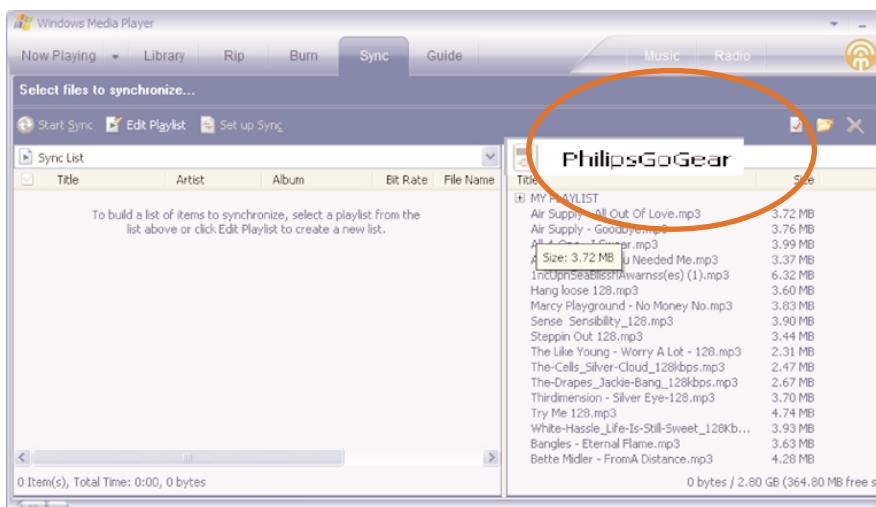 Windows Media Player
Now Playing Library Rip Burn Sync Guide Music Radio
Select files to synchronize...
Start Sync Edit Playlist Set up Sync
Sync List
Title Artist Album Bit Rate File Name
To build a list of items to synchronize, select a playlist from the
list above or click Edit Playlist to create a new list.
0 Item(s), Total Time: 0:00, 0 bytes
PhilipsGoGear
Title Size
MY PLAYLIST
Air Supply - All Out Of Love.mp3 3.72 MB
Air Supply - Goodbye.mp3 3.76 MB
3.99 MB
Size: 3.72 MB
Needed Me.mp3 3.37 MB
(1).mp3 6.32 MB
Hang loose 128.mp3 3.60 MB
Marcy Playground - No Money No.mp3 3.83 MB
Sense Sensibility_128.mp3 3.90 MB
Steppin Out 128.mp3 3.44 MB
The Like Young - Worry A Lot - 128.mp3 2.31 MB
The-Cells_Silver-Cloud_128kbps.mp3 2.47 MB
The-Drapes_Jackie-Bang_128kbps.mp3 2.67 MB
Thirdimension - Silver Eye-128.mp3 3.70 MB
Try Me 128.mp3 4.74 MB
White-Hassle_Life-Is-Still-Sweet_128Kb... 3.93 MB
Bangles - Eternal Flame.mp3 3.63 MB
Bette Midler - FromA Distance.mp3 4.28 MB
0 bytes / 2.80 GB (364.80 MB free s